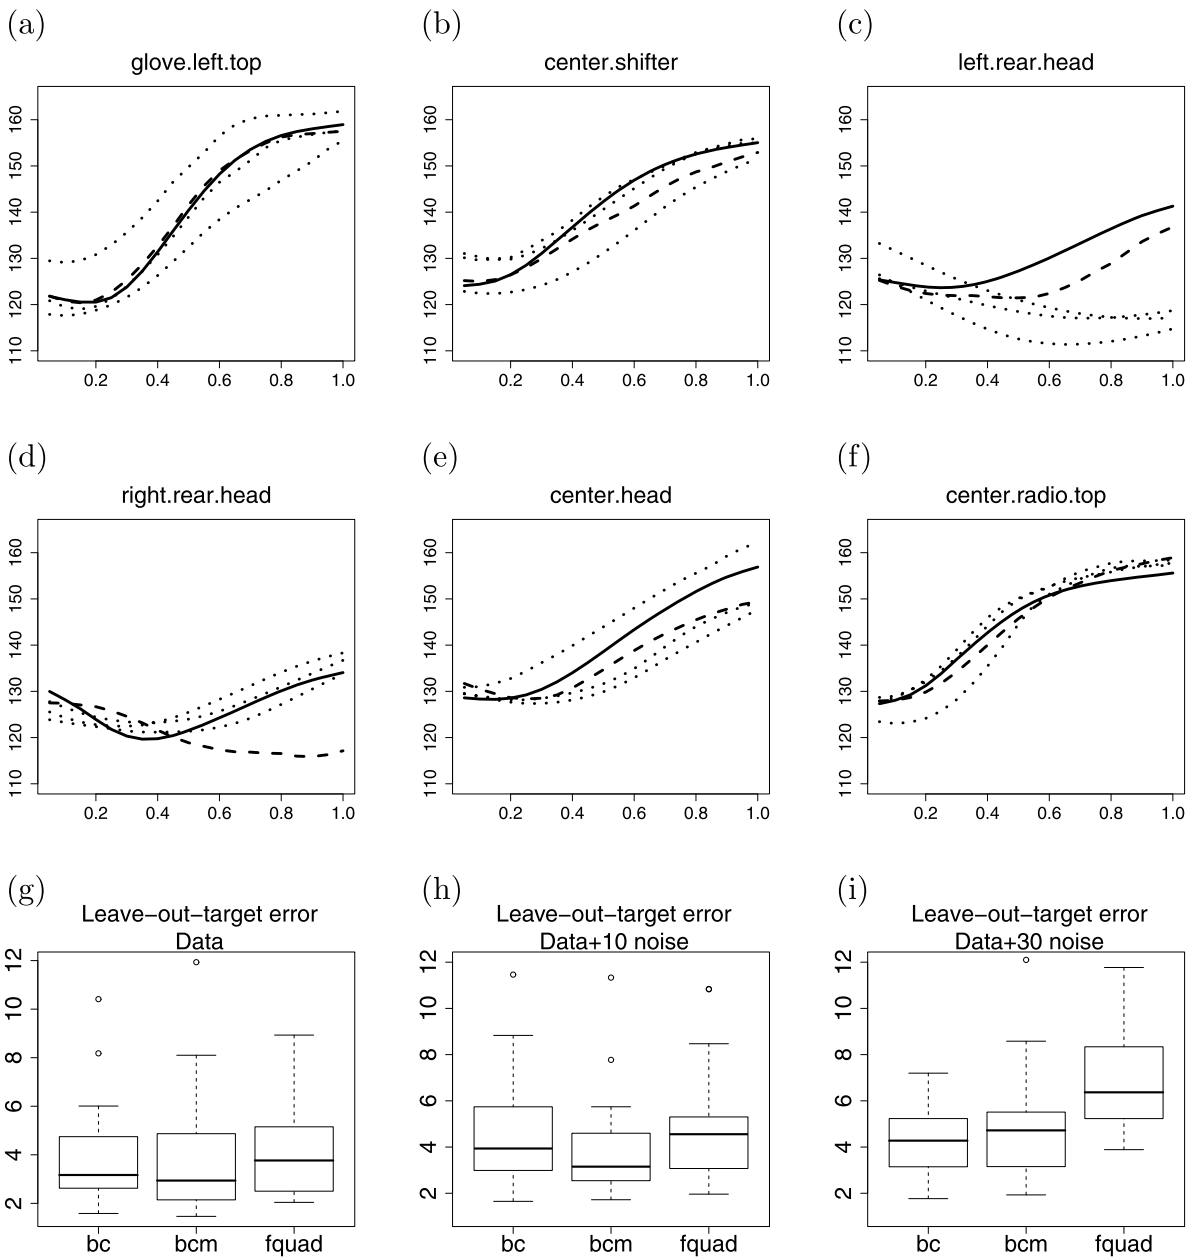 (a)
(b)
(c)
glove.left.top
center.shifter
left.rear.head
110 120 130 140 150 160
110 120 130 140 150 160
110 120 130 140 150 160
0.2 0.4 0.6 0.8 1.0
0.2 0.4 0.6 0.8 1.0
0.2 0.4 0.6 0.8 1.0
(d)
(e)
(f)
right.rear.head
center.head
center.radio.top
110 120 130 140 150 160
110 120 130 140 150 160
110 120 130 140 150 160
0.2 0.4 0.6 0.8 1.0
0.2 0.4 0.6 0.8 1.0
0.2 0.4 0.6 0.8 1.0
(g)
(h)
(i)
Leave−out−target error
Data
Leave−out−target error
Data+10 noise
Leave−out−target error
Data+30 noise
2 4 6 8 10 12
2 4 6 8 10 12
2 4 6 8 10 12
bc bcm fquad
bc bcm fquad
bc bcm fquad